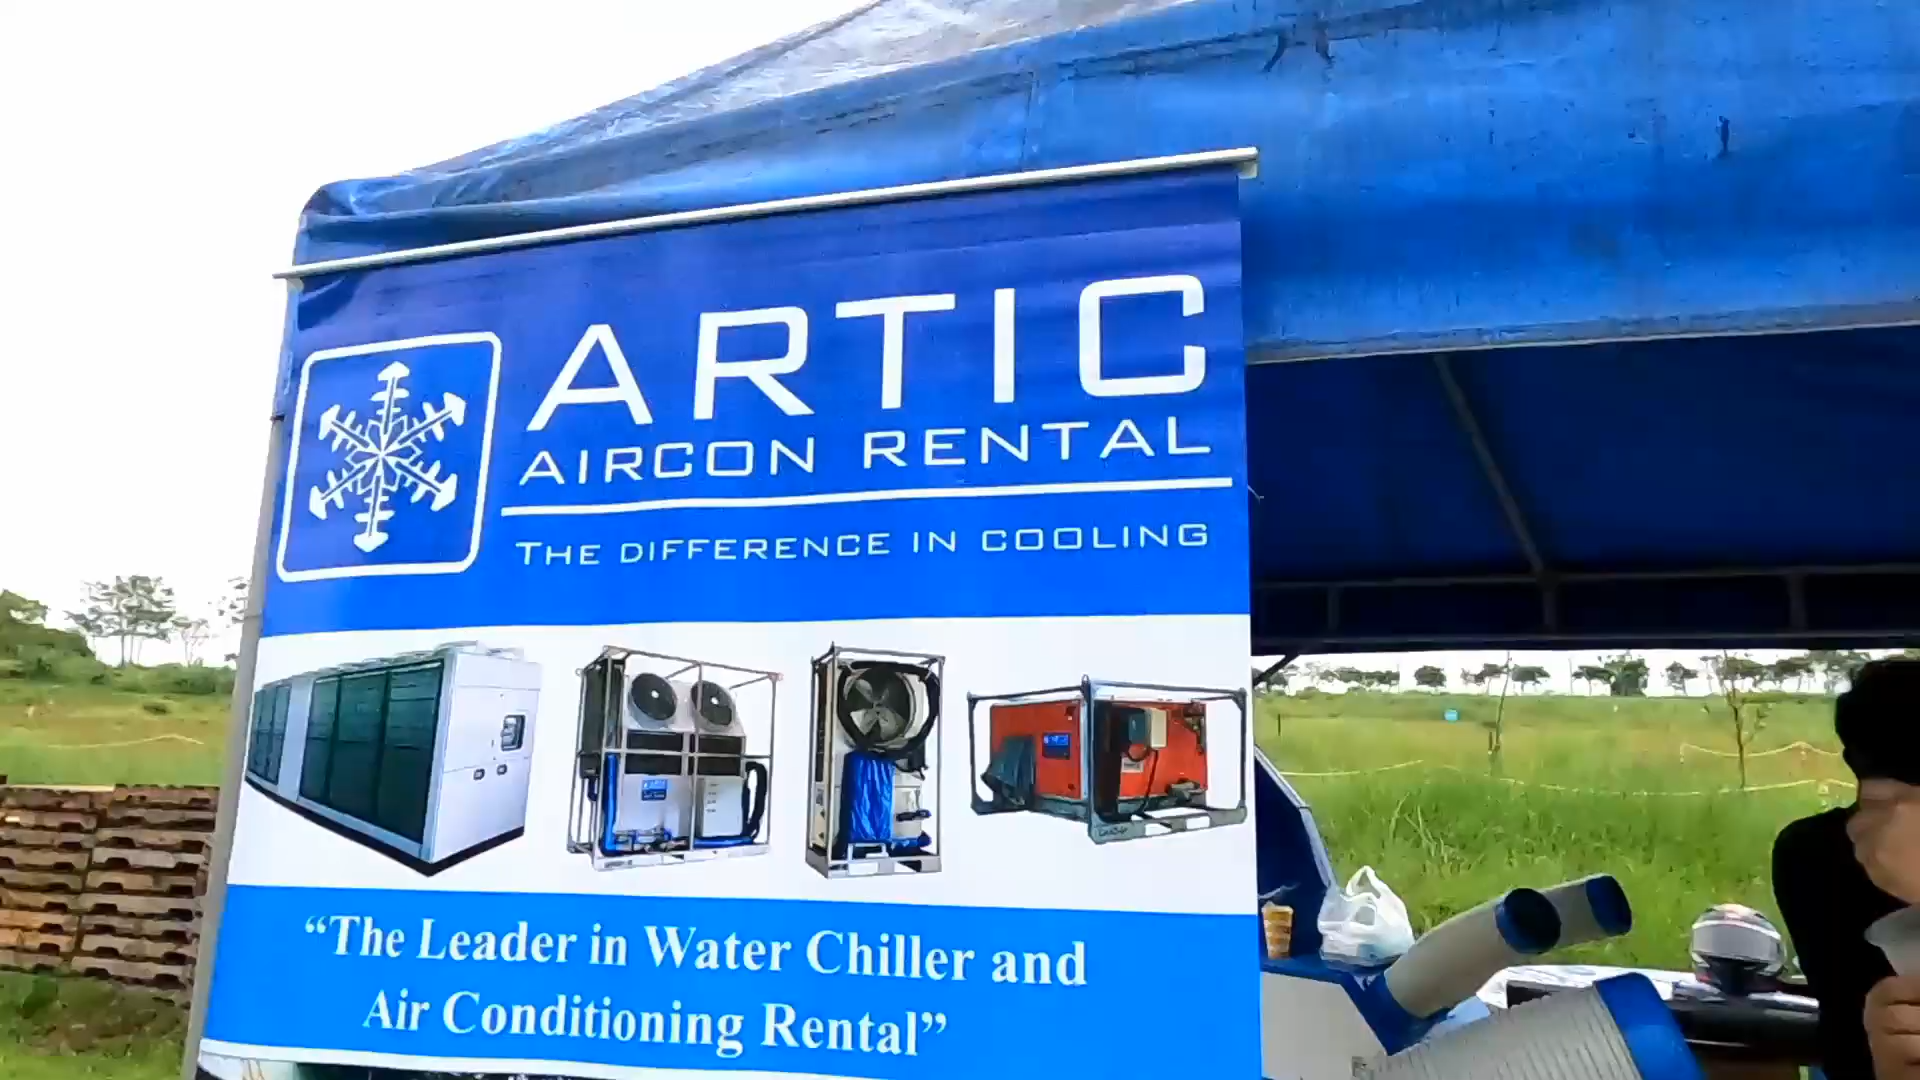 ARTIC
AIRCON RENTAL
THE DIFFERENCE IN COOLING
“The Leader in Water Chiller and
Air Conditioning Rental”